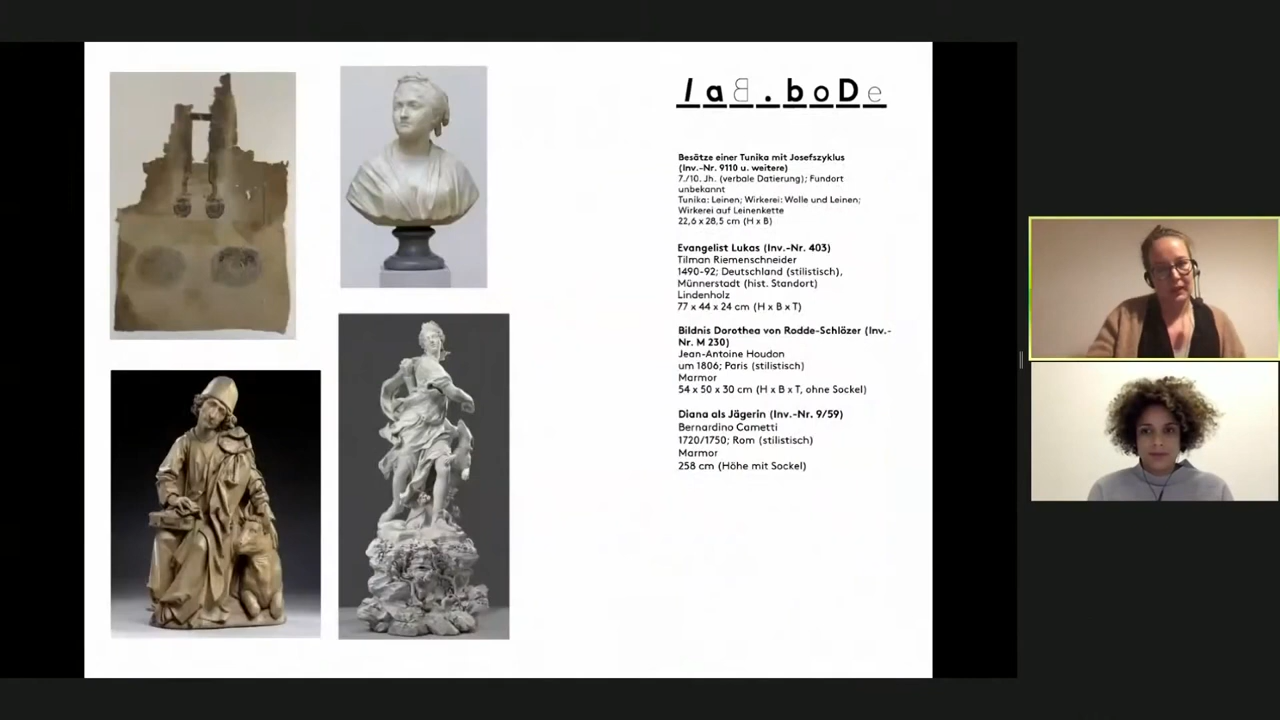 laB.boDe
Besätze einer Tunika mit Josefszyklus
(Inv.-Nr. 9110 u. weitere)
7./10. Jh. (verbale Datierung); Fundort
unbekannt
Tunika: Leinen; Wirkerei: Wolle und Leinen;
Wirkerei auf Leinenkette
22,6 x 28,5 cm (H x B)
Evangelist Lukas (Inv.-Nr. 403)
Tilman Riemenschneider
1490-92; Deutschland (stilistisch),
Münnerstadt (hist. Standort)
Lindenholz
77 x 44 x 24 cm (H x B x T)
Bildnis Dorothea von Rodde-Schlözer (Inv.-
Nr. M 230)
Jean-Antoine Houdon
um 1806; Paris (stilistisch)
Marmor
54 x 50 x 30 cm (H x B x T, ohne Sockel)
Diana als Jägerin (Inv.-Nr. 9/59)
Bernardino Cametti
1720/1750; Rom (stilistisch)
Marmor
258 cm (Höhe mit Sockel)